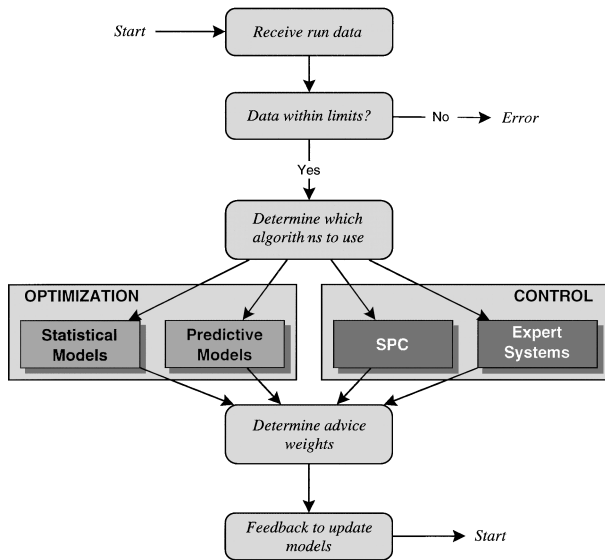 Start
Receive run data
Data within limits?
No
Error
Yes
Determine which
algorith ns to use
OPTIMIZATION
CONTROL
Statistical
Models
Predictive
Models
SPC
Expert
Systems
Determine advice
weights
Feedback to update
models
Start